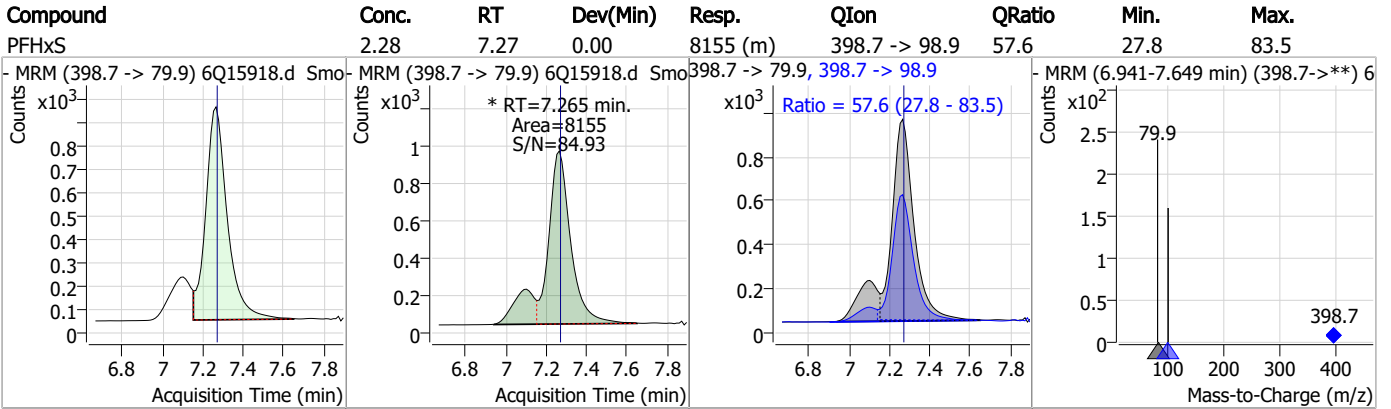 Compound Conc. RT Dev(Min) Resp. QIon QRatio Min. Max.
PFHxS 2.28 7.27 0.00 8155 (m) 398.7 -> 98.9 57.6 27.8 83.5
- MRM (398.7 -> 79.9) 6Q15918.d Smo
Counts
x10³
0.8
0.7
0.6
0.5
0.4
0.3
0.2
0.1
0
6.8 7 7.2 7.4 7.6 7.8
Acquisition Time (min)
- MRM (398.7 -> 79.9) 6Q15918.d Smo
Counts
x10³
* RT=7.265 min.
Area=8155
S/N=84.93
1
0.8
0.6
0.4
0.2
0
6.8 7 7.2 7.4 7.6 7.8
Acquisition Time (min)
398.7 -> 79.9, 398.7 -> 98.9
Counts
x10³
Ratio = 57.6 (27.8 - 83.5)
0.8
0.6
0.4
0.2
0
6.8 7 7.2 7.4 7.6 7.8
Acquisition Time (min)
- MRM (6.941-7.649 min) (398.7->**) 6
Counts
x10²
2.5
2
1.5
1
0.5
0
79.9
398.7
100 200 300 400
Mass-to-Charge (m/z)